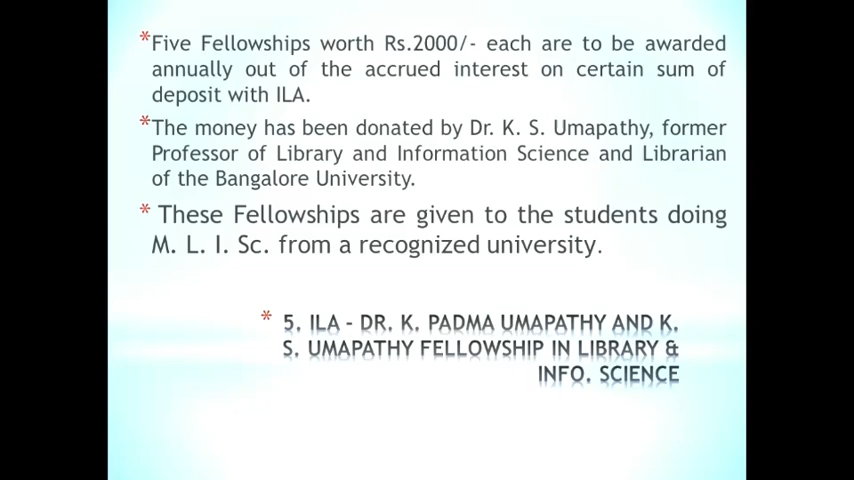 *Five Fellowships worth Rs.2000/- each are to be awarded
annually out of the accrued interest on certain sum of
deposit with ILA.
*The money has been donated by Dr. K. S. Umapathy, former
Professor of Library and Information Science and Librarian
of the Bangalore University.
* These Fellowships are given to the students doing
M. L. I. Sc. from a recognized university.
* 5. ILA - DR. K. PADMA UMAPATHY AND K.
S. UMAPATHY FELLOWSHIP IN LIBRARY &
INFO. SCIENCE